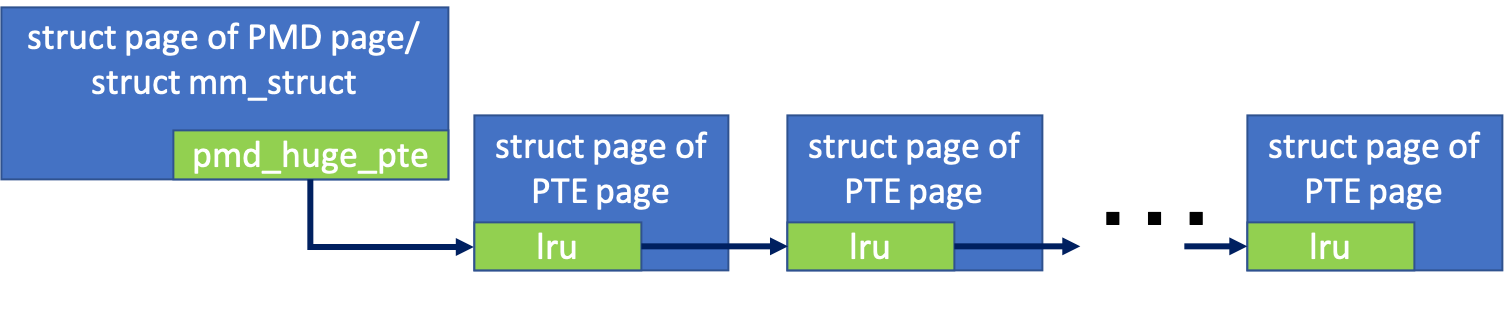 struct page of PMD page/
struct mm_struct
pmd_huge_pte
struct page of
PTE page
lru
struct page of
PTE page
lru
...
struct page of
PTE page
lru